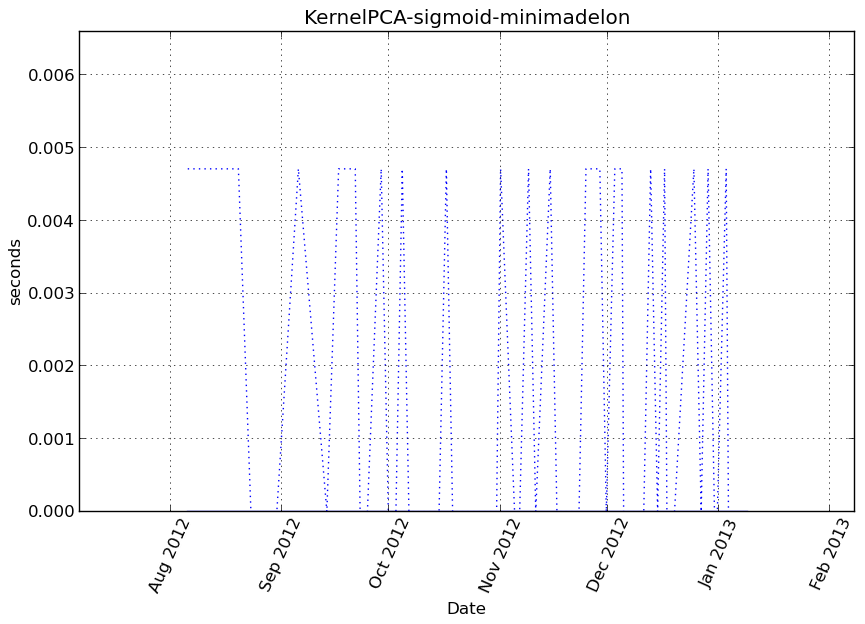 KernelPCA-sigmoid-minimadelon
0.006
0.005
0.004
0.003
0.002
0.001
0.000
seconds
Aug 2012
Sep 2012
Oct 2012
Nov 2012
Dec 2012
Jan 2013
Feb 2013
Date